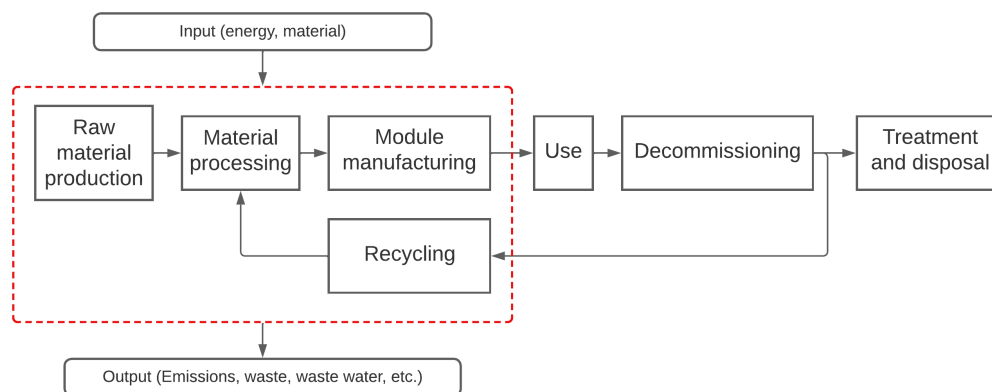 Input (energy, material)
Raw
material
production
Material
processing
Module
manufacturing
Use
Decommissioning
Treatment
and disposal
Recycling
Output (Emissions, waste, waste water, etc.)